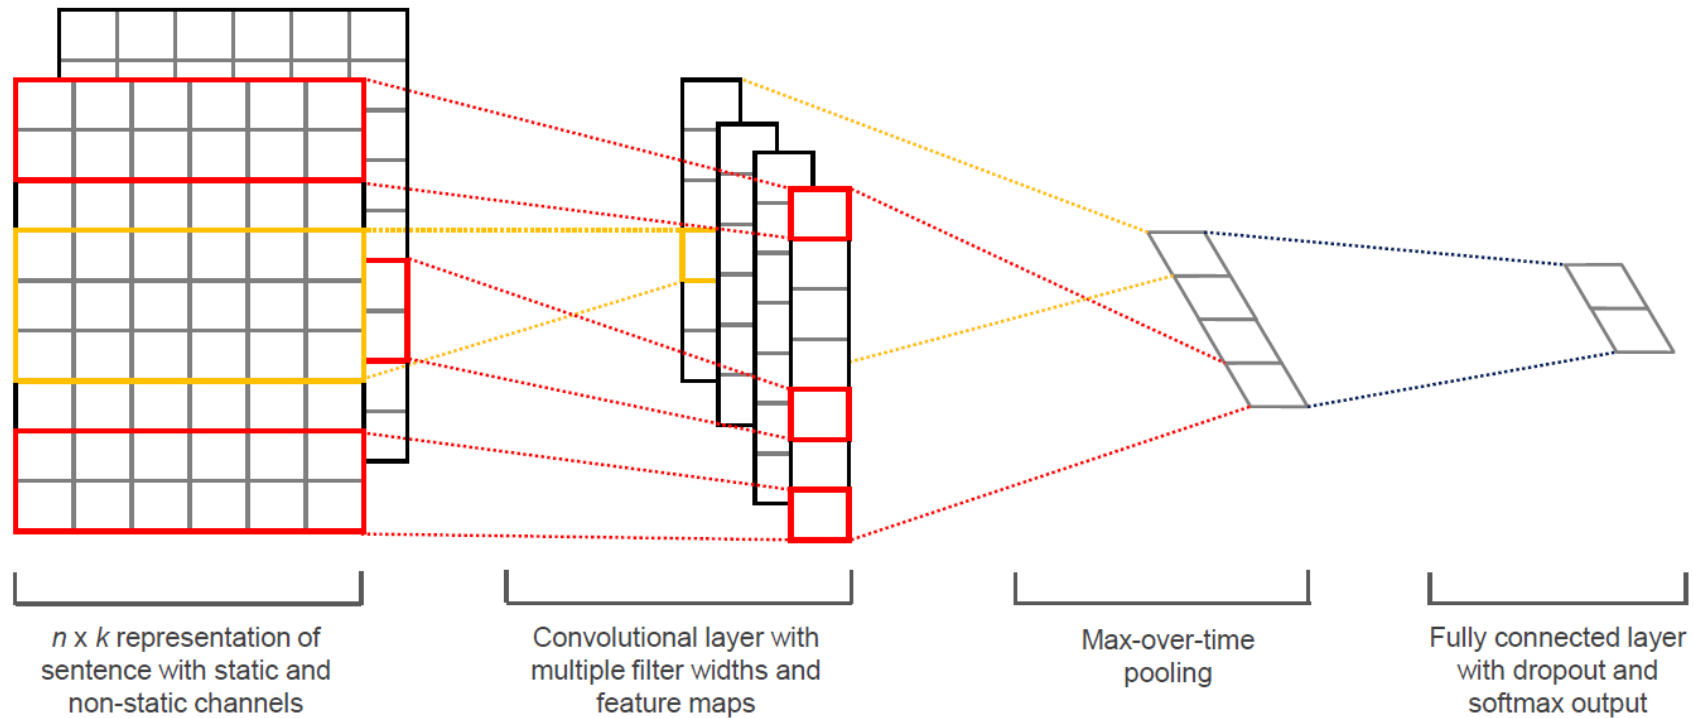 n x k representation of
sentence with static and
non-static channels
Convolutional layer with
multiple filter widths and
feature maps
Max-over-time
pooling
Fully connected layer
with dropout and
softmax output